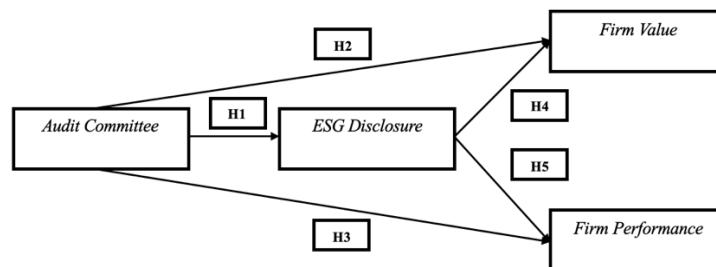 Firm Value
H2
H4
H1
Audit Committee
ESG Disclosure
H5
Firm Performance
H3